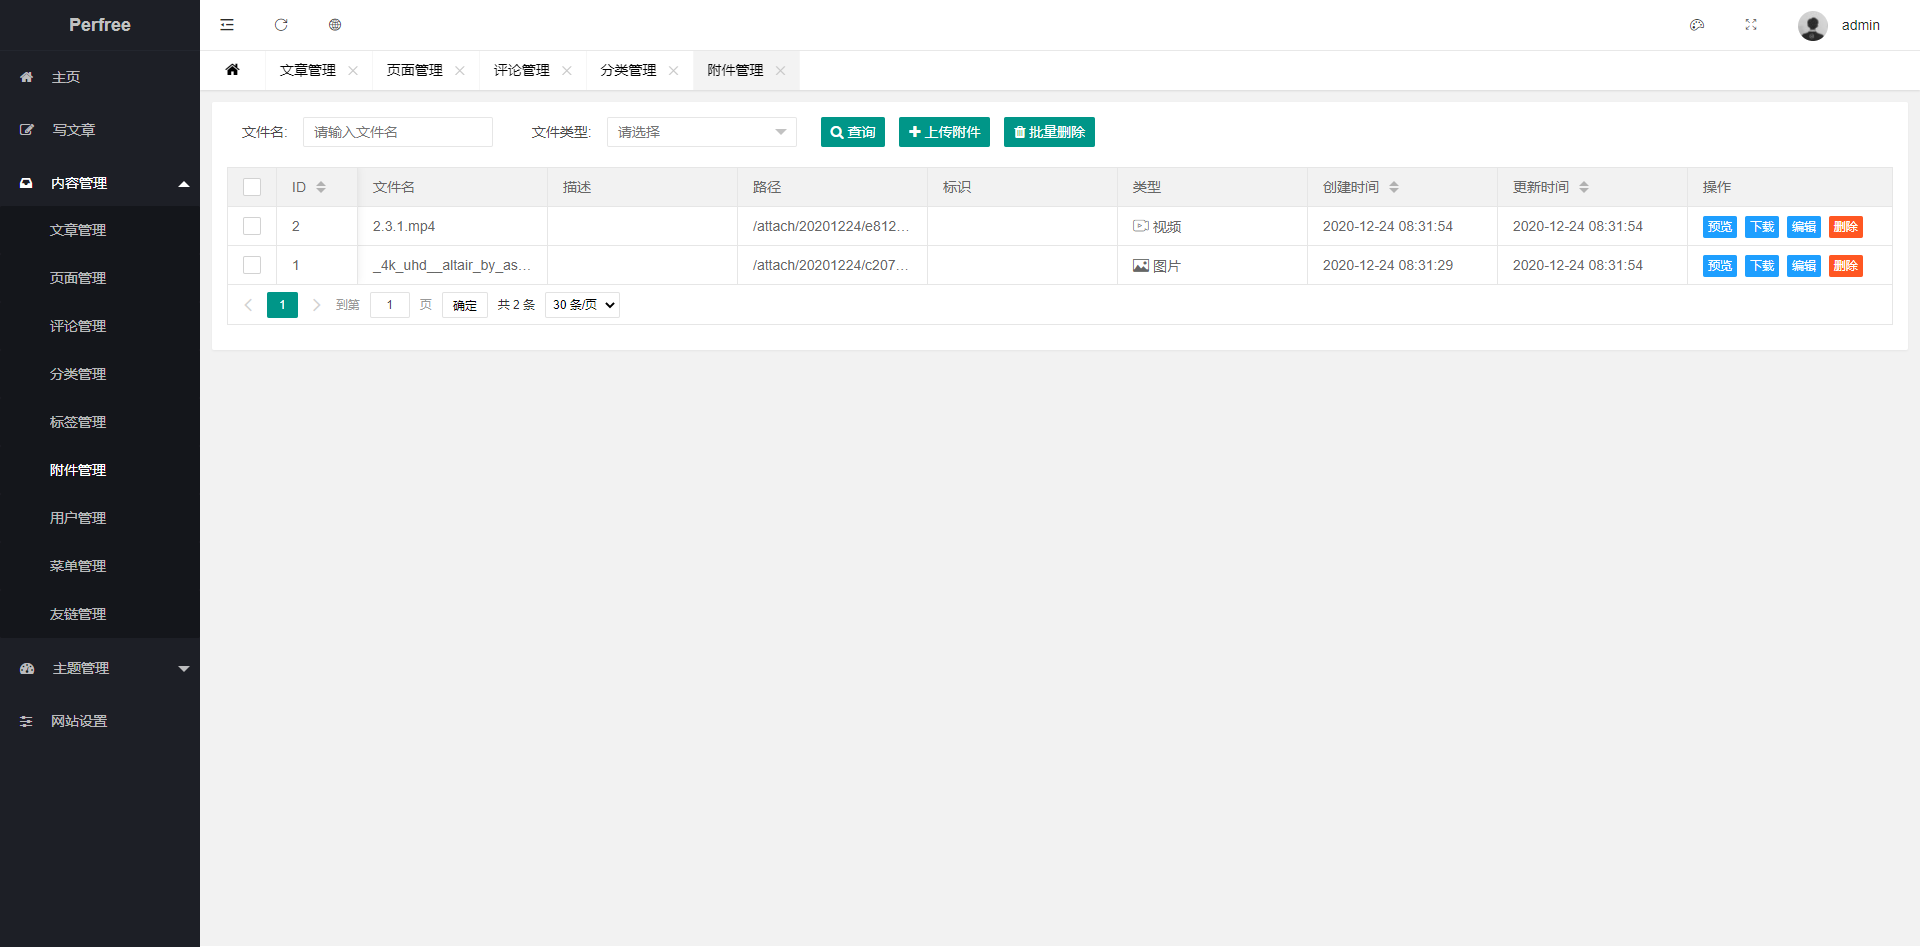 Perfree
admin
主页
写文章
内容管理
文章管理
页面管理
评论管理
分类管理
标签管理
附件管理
用户管理
菜单管理
友链管理
主题管理
网站设置
文章管理 页面管理 评论管理 分类管理 附件管理
文件名: 请输入文件名 文件类型: 请选择 查询 上传附件 批量删除
ID 文件名 描述 路径 标识 类型 创建时间 更新时间 操作
2 2.3.1.mp4 /attach/20201224/e812... 视频 2020-12-24 08:31:54 2020-12-24 08:31:54 预览 下载 编辑 删除
1 _4k_uhd__altair_by_as... /attach/20201224/c207... 图片 2020-12-24 08:31:29 2020-12-24 08:31:54 预览 下载 编辑 删除
1 到第 1 页 确定 共 2 条 30 条/页